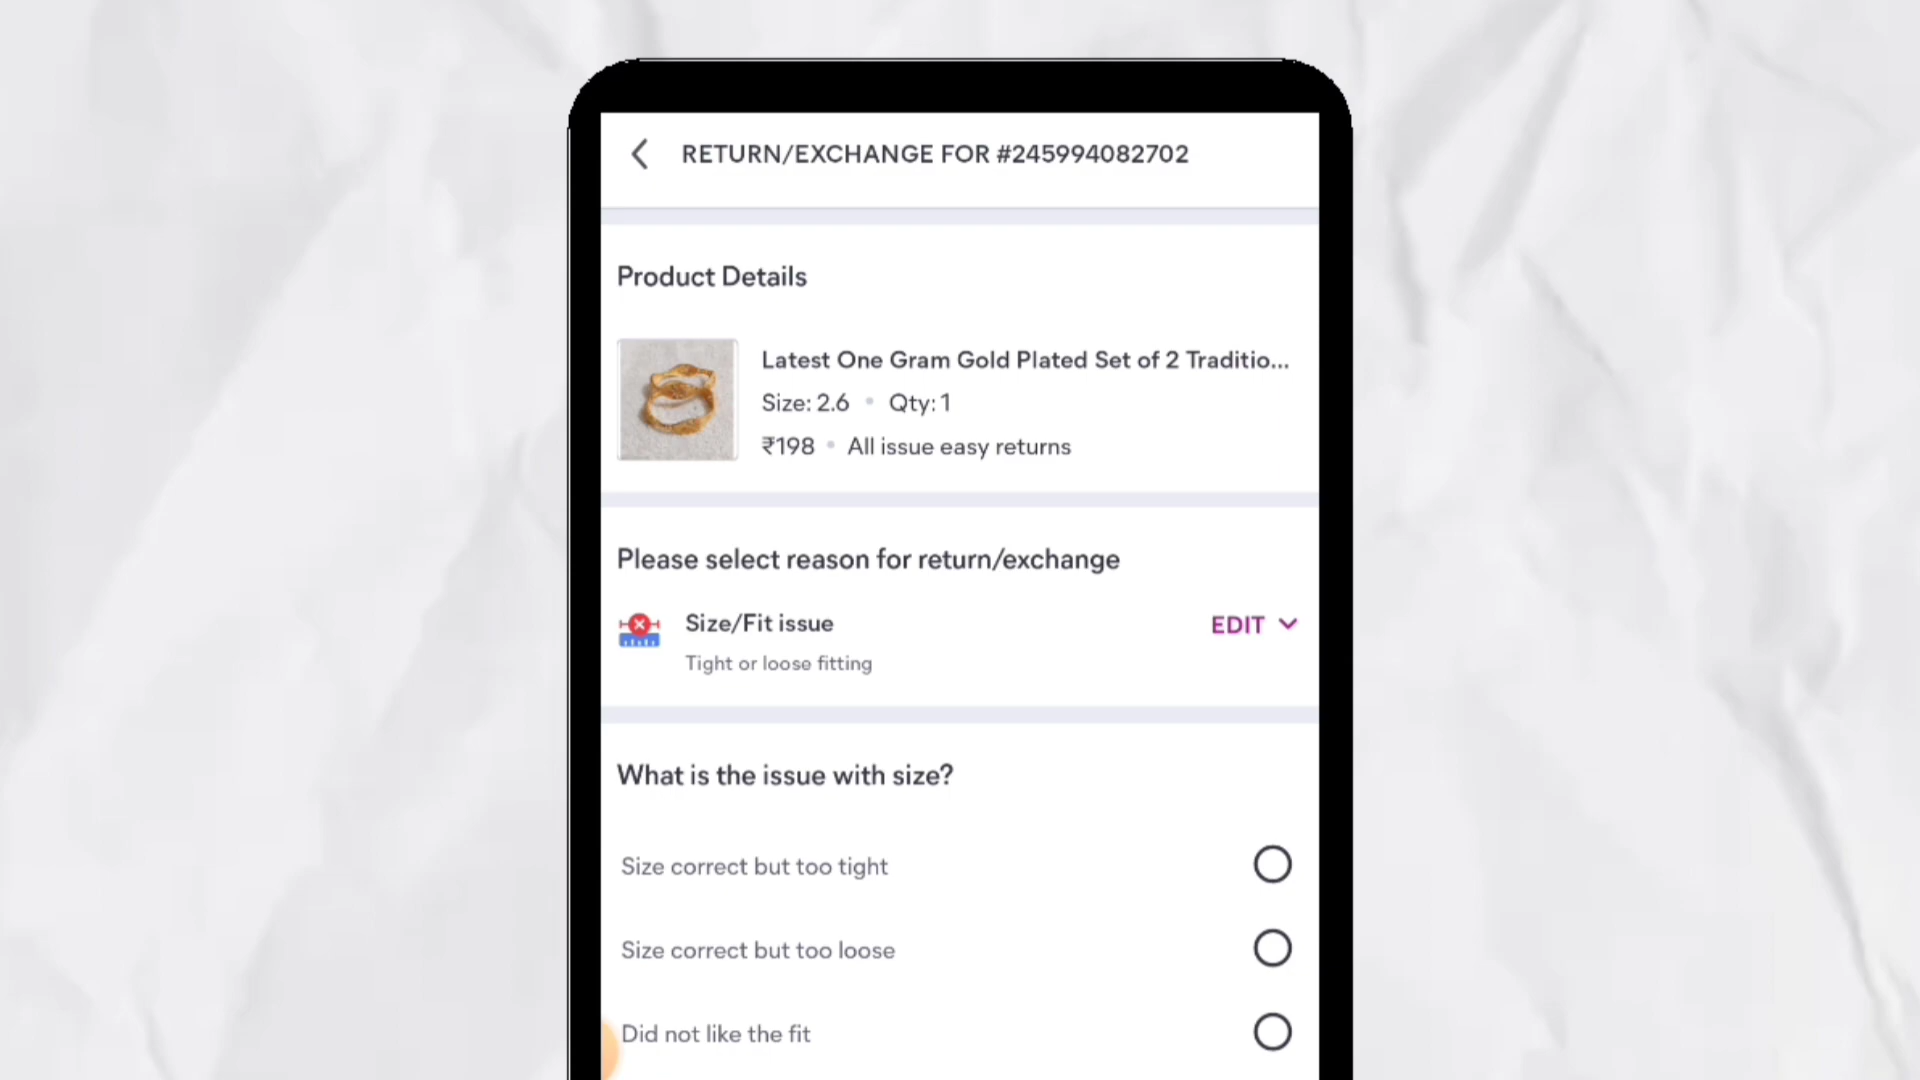 RETURN/EXCHANGE FOR #245994082702
Product Details
Latest One Gram Gold Plated Set of 2 Traditio...
Size: 2.6 • Qty: 1
₹198 • All issue easy returns
Please select reason for return/exchange
Size/Fit issue
EDIT
Tight or loose fitting
What is the issue with size?
Size correct but too tight
Size correct but too loose
Did not like the fit